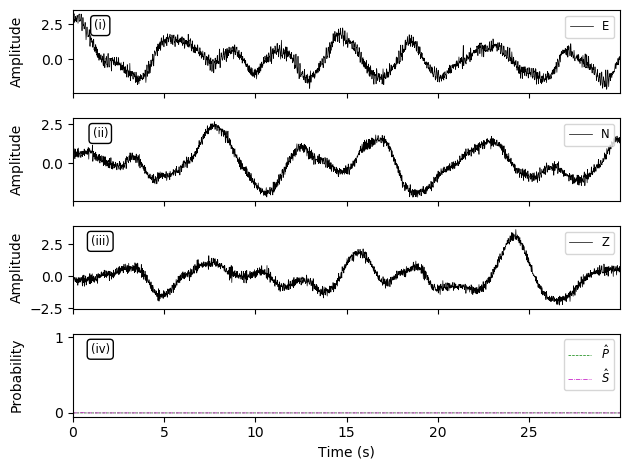 (i)
E
Amplitude
2.5
0.0
(ii)
N
Amplitude
2.5
0.0
(iii)
Z
Amplitude
2.5
0.0
−2.5
(iv)
P̂
Ŝ
Probability
1
0
0 5 10 15 20 25
Time (s)